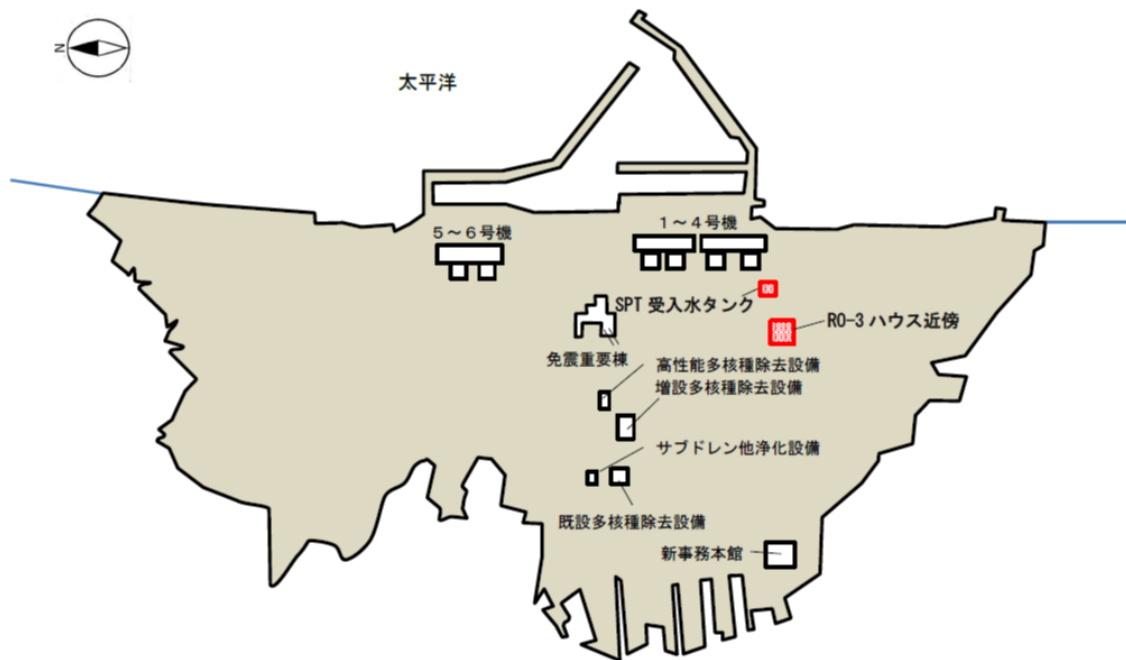 N
太平洋
5～6号機
1～4号機
SPT 受入水タンク
RO-3 ハウス近傍
免震重要棟
高性能多核種除去設備
増設多核種除去設備
サブドレン他浄化設備
既設多核種除去設備
新事務本館